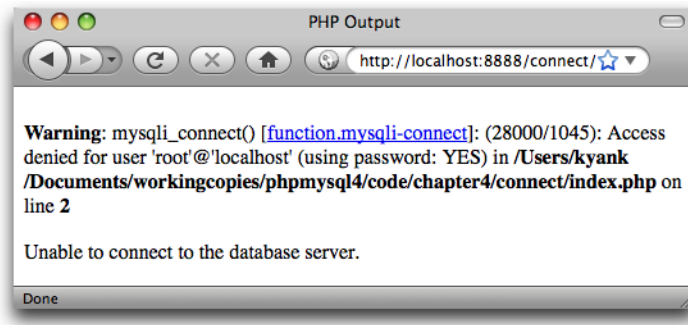 PHP Output
http://localhost:8888/connect/
Warning: mysqli_connect() [function.mysqli-connect]: (28000/1045): Access
denied for user 'root'@'localhost' (using password: YES) in /Users/kyank
/Documents/workingcopies/phpmysql4/code/chapter4/connect/index.php on
line 2
Unable to connect to the database server.
Done